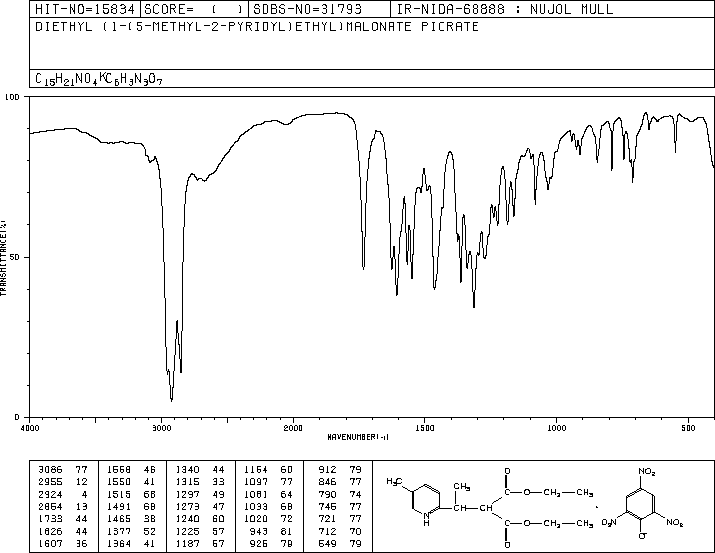 HIT-NO=15834 SCORE= ( ) SDBS-NO=31793 IR-NIDA-68888 : NUJOL MULL
DIETHYL (1-(5-METHYL-2-PYRIDYL)ETHYL)MALONATE PICRATE
C15H21NO4·C6H3N3O7
100
TRANSMITTANCE(%)
50
0
4000 3000 2000 1500 1000 500
WAVENUMBER(-1)
3086 77 1568 46 1340 44 1164 60 912 79
2955 12 1550 41 1315 33 1097 77 846 77
2924 4 1515 68 1297 49 1081 64 790 74
2854 13 1491 68 1273 47 1033 68 745 77
1733 44 1465 38 1240 60 1020 72 721 77
1626 44 1377 52 1225 57 943 81 712 70
1607 36 1364 41 1187 57 926 79 649 79
H3C
N
H
CH3
CH
CH
C
O
O
CH2
CH3
C
O
O
CH2
CH3
NO2
O2N
NO2
O-